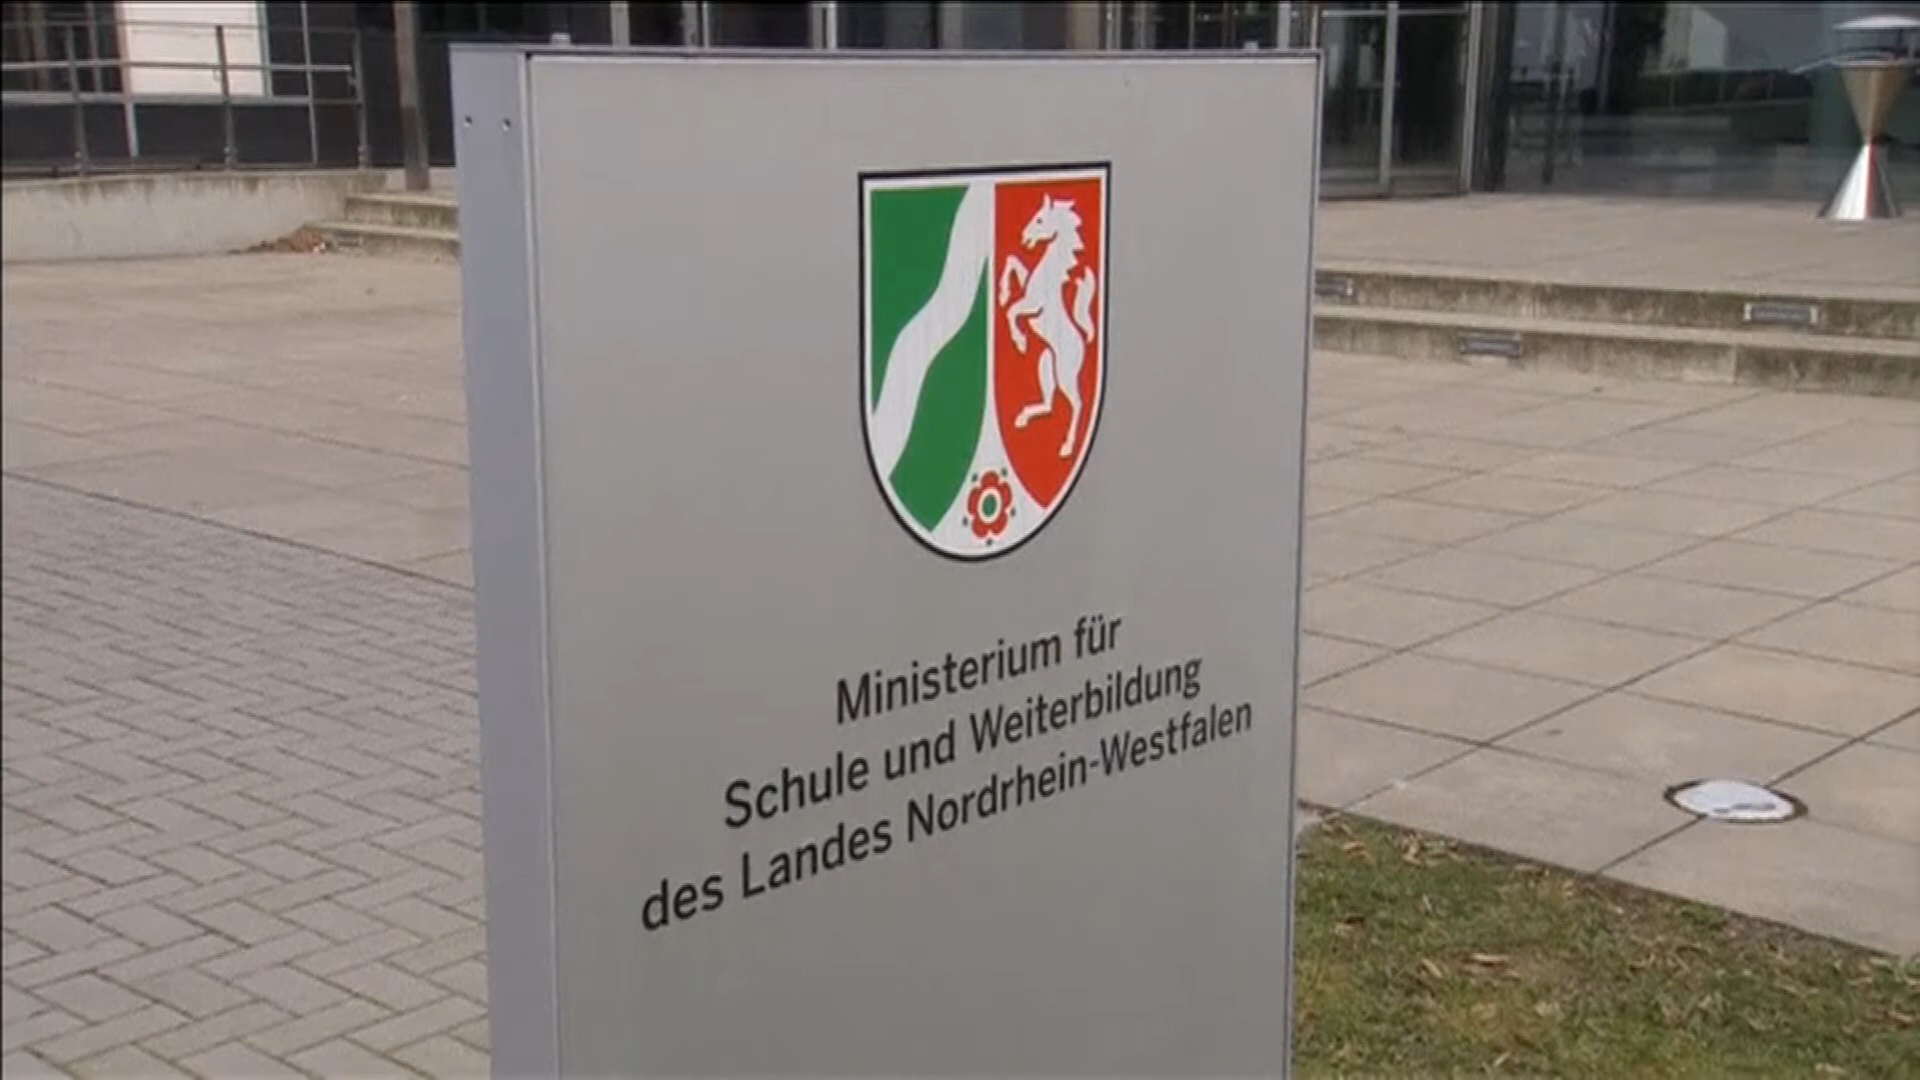 Ministerium für
Schule und Weiterbildung
des Landes Nordrhein-Westfalen